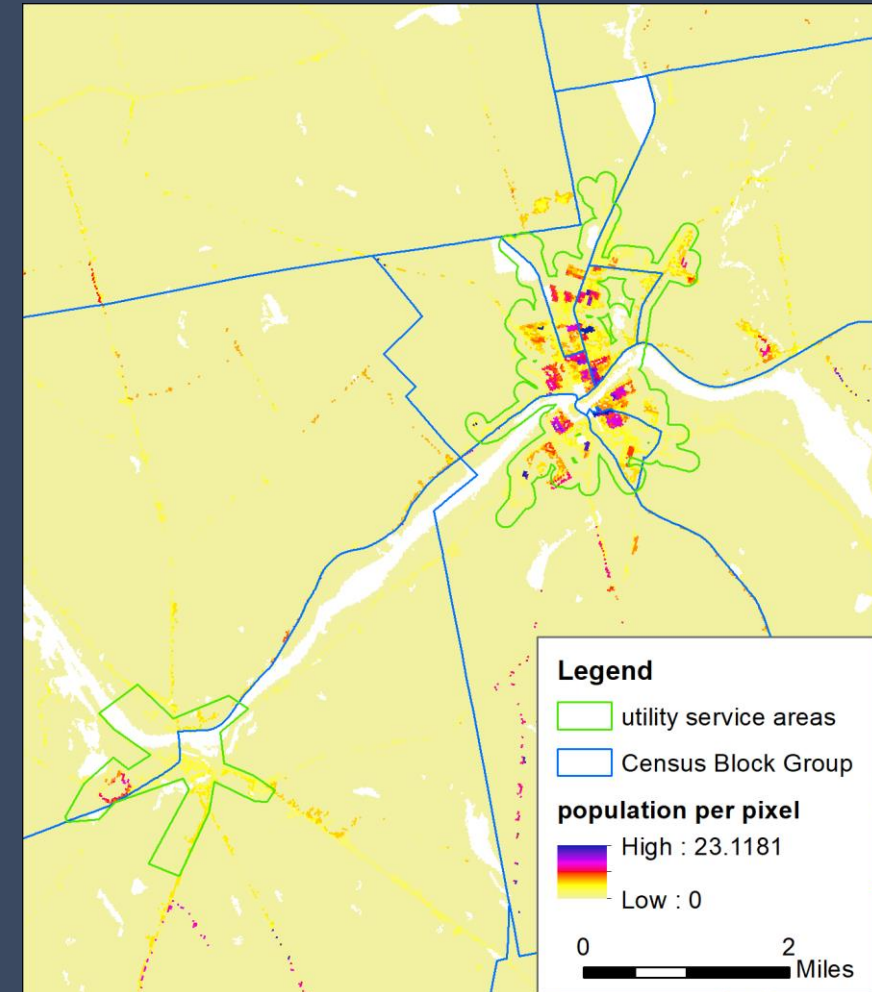 Legend
utility service areas
Census Block Group
population per pixel
High : 23.1181
Low : 0
0 2
Miles